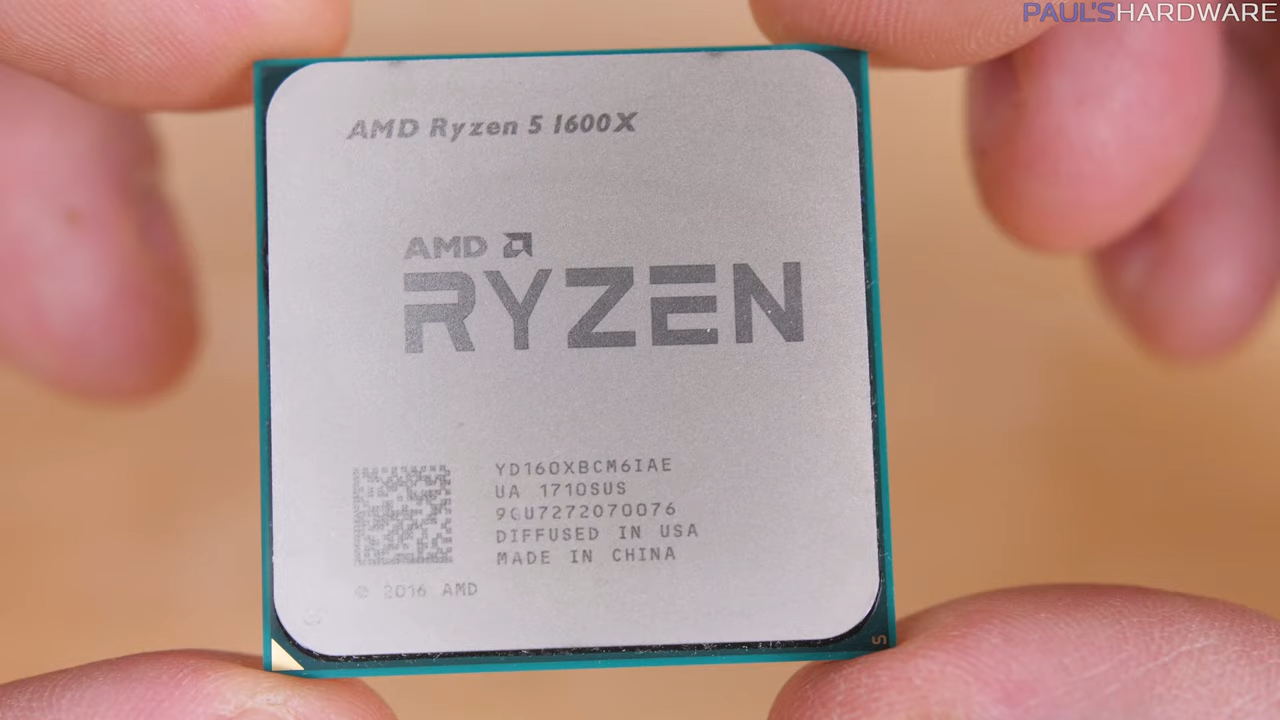 PAUL'SHARDWARE
AMD Ryzen 5 1600X
AMD
RYZEN
YD160XBCM6IAE
UA 1710SUS
9GU7272070076
DIFFUSED IN USA
MADE IN CHINA
© 2016 AMD
S